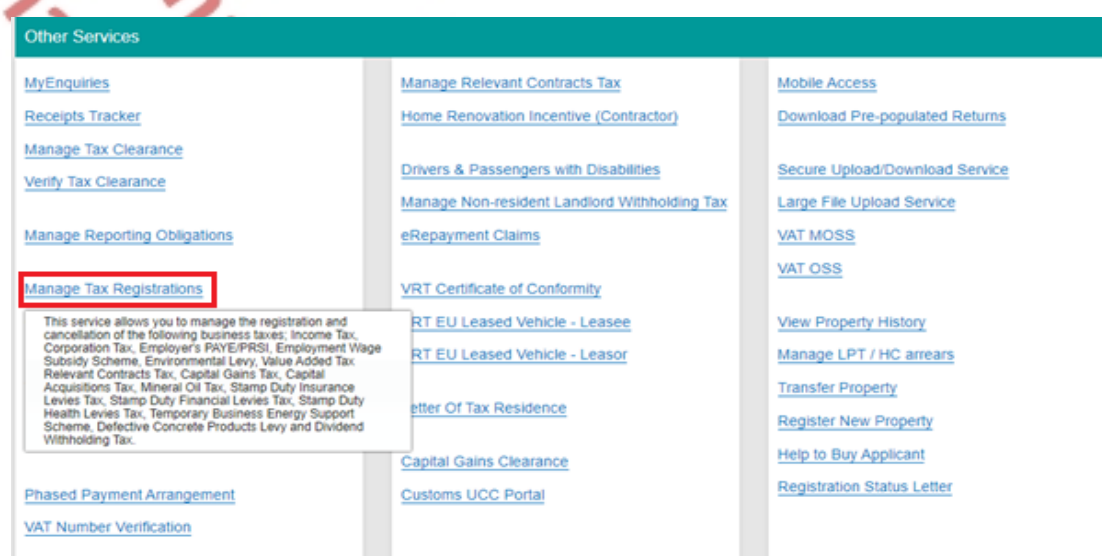 Other Services
MyEnquiries
Receipts Tracker
Manage Tax Clearance
Verify Tax Clearance
Manage Reporting Obligations
Manage Tax Registrations
This service allows you to manage the registration and
cancellation of the following business taxes; Income Tax,
Corporation Tax, Employer's PAYE/PRSI, Employment Wage
Subsidy Scheme, Environmental Levy, Value Added Tax
Relevant Contracts Tax, Capital Gains Tax, Capital
Acquisitions Tax, Mineral Oil Tax, Stamp Duty Insurance
Levies Tax, Stamp Duty Financial Levies Tax, Stamp Duty
Health Levies Tax, Temporary Business Energy Support
Scheme, Defective Concrete Products Levy and Dividend
Withholding Tax.
Phased Payment Arrangement
VAT Number Verification
Manage Relevant Contracts Tax
Home Renovation Incentive (Contractor)
Drivers & Passengers with Disabilities
Manage Non-resident Landlord Withholding Tax
eRepayment Claims
VRT Certificate of Conformity
RT EU Leased Vehicle - Leasee
RT EU Leased Vehicle - Leasor
etter Of Tax Residence
Capital Gains Clearance
Customs UCC Portal
Mobile Access
Download Pre-populated Returns
Secure Upload/Download Service
Large File Upload Service
VAT MOSS
VAT OSS
View Property History
Manage LPT / HC arrears
Transfer Property
Register New Property
Help to Buy Applicant
Registration Status Letter